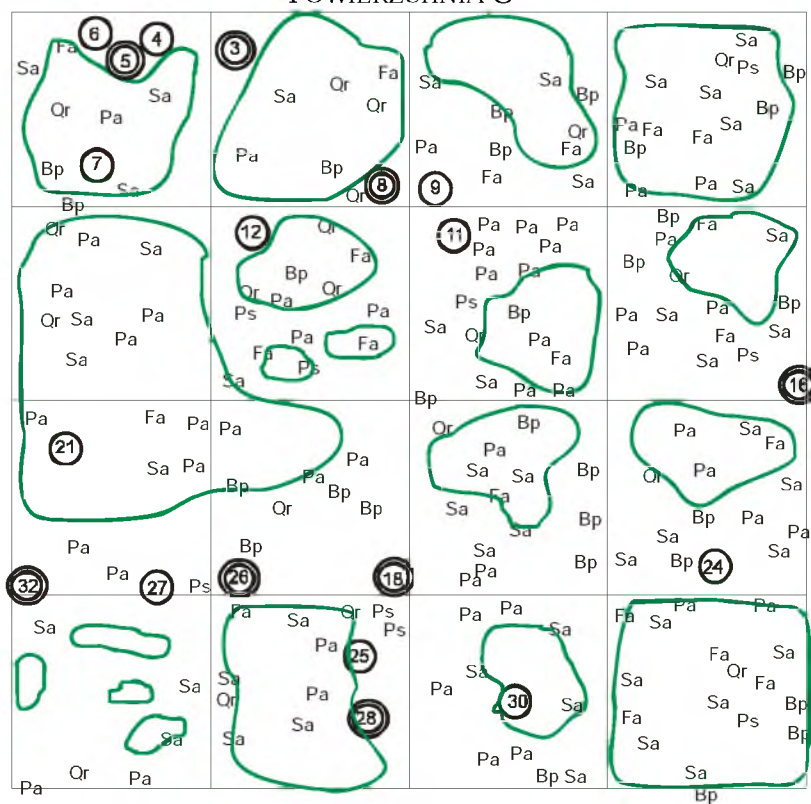 POWIERZCHNIA C
6 4
Fa 5
Sa
Sa
Qr Pa
7
Bp
Sa
Bp
3
Fa
Qr
Sa
Qr
Pa
Bp
8
Qr
Sa Sa
Bp
Bp
Qr
Pa Bp Fa
Fa Sa
9
Sa
Qr Ps Bp
Sa
Sa
Bp
Pa Fa Fa Sa
Bp
Pa Pa Sa
Qr
Pa Sa
Pa
Qr Sa Pa
Pa
Sa
12 Qr
Fa
Bp
Qr Pa Qr
Ps Pa
Pa Fa
Fa
Ps
Sa
11 Pa Pa Pa
Pa Pa
Pa Pa
Ps Bp
Sa Qr Pa
Fa
Sa Pa Pa
Bp
Bp Fa
Pa Sa
Bp
Qr
Bp
Pa Sa Pa
Sa
Fa
Pa Sa Ps
16
Pa Fa Pa
21
Sa Pa
Pa
Pa
Ps
32 27
Pa
Pa
Bp Pa
Bp
Qr Bp
Bp
26 18
Qr Bp
Pa
Sa Sa Bp
Fa
Sa
Sa Bp
Sa
Pa Bp
Pa
Pa Sa
Fa
Qr Pa
Sa
Bp Pa
Pa
Sa
Sa Bp 24
Sa
Sa
Sa
Qr Pa
Pa
Fa Sa Qr Ps
Ps
Pa 25
Sa
Qr Pa
Sa 28
Sa
Pa Pa
Sa
Sa
Pa
30 Sa
Pa Pa
Bp Sa
Fa Pa Pa
Sa
Fa Sa
Sa Qr
Fa
Sa Bp
Fa Ps
Sa Bp
Sa
Bp